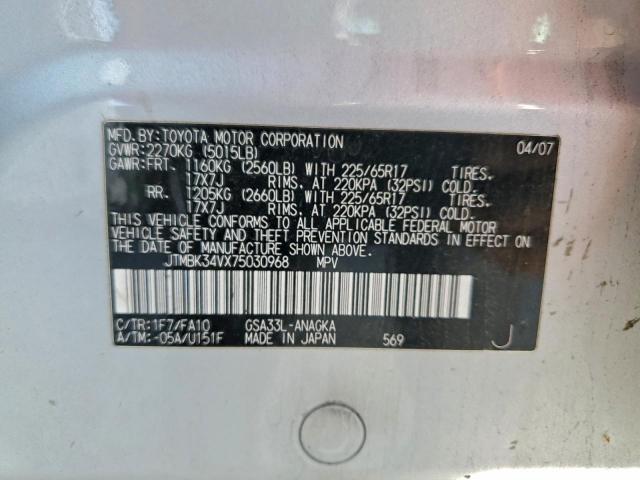 MFD.BY:TOYOTA MOTOR CORPORATION 04/07
GVWR:2270KG (5015LB)
GAWR:FRT. 1160KG (2560LB) WITH 225/65R17 TIRES.
17X7J RIMS. AT 220KPA (32PSI) COLD.
RR. 1205KG (2660LB) WITH 225/65R17 TIRES.
17X7J RIMS. AT 220KPA (32PSI) COLD.
THIS VEHICLE CONFORMS TO ALL APPLICABLE FEDERAL MOTOR
VEHICLE SAFETY AND THEFT PREVENTION STANDARDS IN EFFECT ON
THE DATE OF MANUFACTURE SHOWN ABOVE.
JTMBK34VX75030968 MPV
C/TR:1F7/FA10 GSA33L-ANAGKA
A/TM:-05A/U151F MADE IN JAPAN 569 J